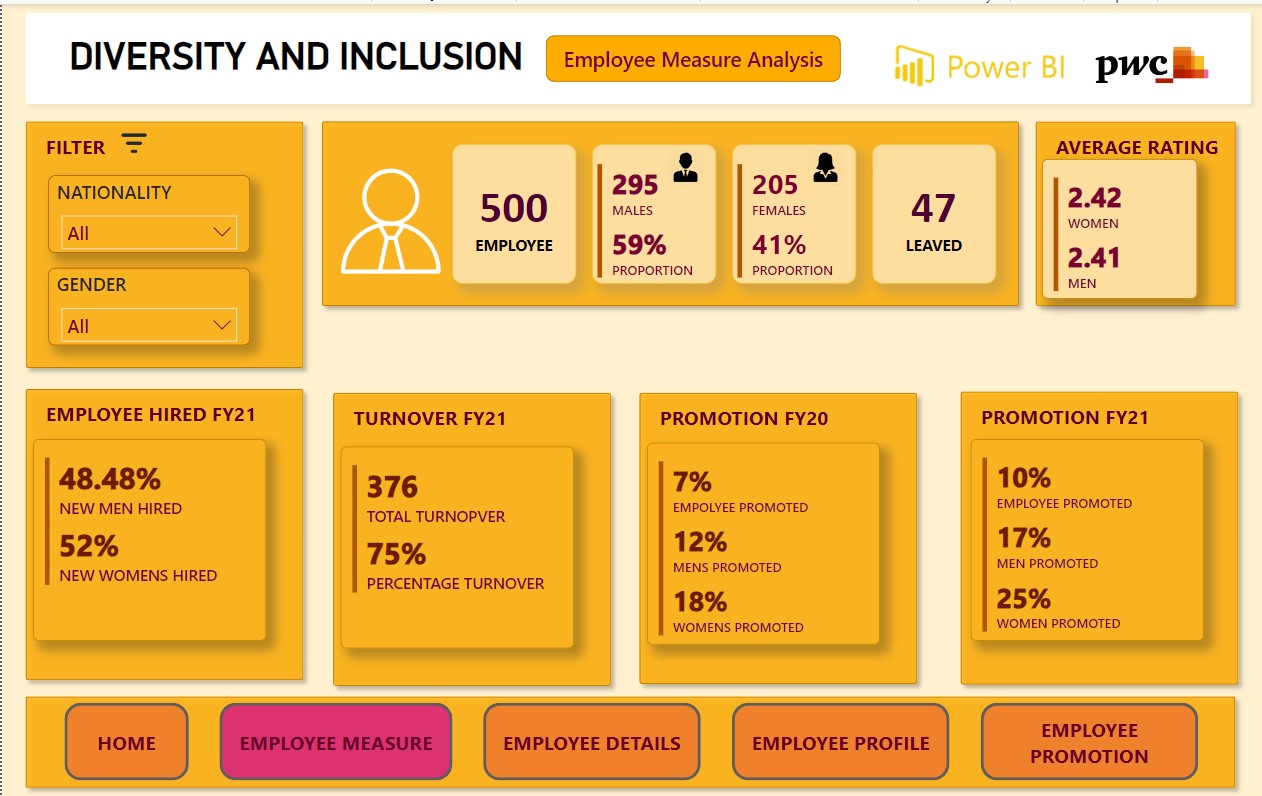 DIVERSITY AND INCLUSION
Employee Measure Analysis
Power BI
pwc
FILTER
NATIONALITY
All
GENDER
All
500
EMPLOYEE
295
MALES
59%
PROPORTION
205
FEMALES
41%
PROPORTION
47
LEAVED
AVERAGE RATING
2.42
WOMEN
2.41
MEN
EMPLOYEE HIRED FY21
48.48%
NEW MEN HIRED
52%
NEW WOMENS HIRED
TURNOVER FY21
376
TOTAL TURNOPVER
75%
PERCENTAGE TURNOVER
PROMOTION FY20
7%
EMPOLYEE PROMOTED
12%
MENS PROMOTED
18%
WOMENS PROMOTED
PROMOTION FY21
10%
EMPLOYEE PROMOTED
17%
MEN PROMOTED
25%
WOMEN PROMOTED
HOME
EMPLOYEE MEASURE
EMPLOYEE DETAILS
EMPLOYEE PROFILE
EMPLOYEE
PROMOTION